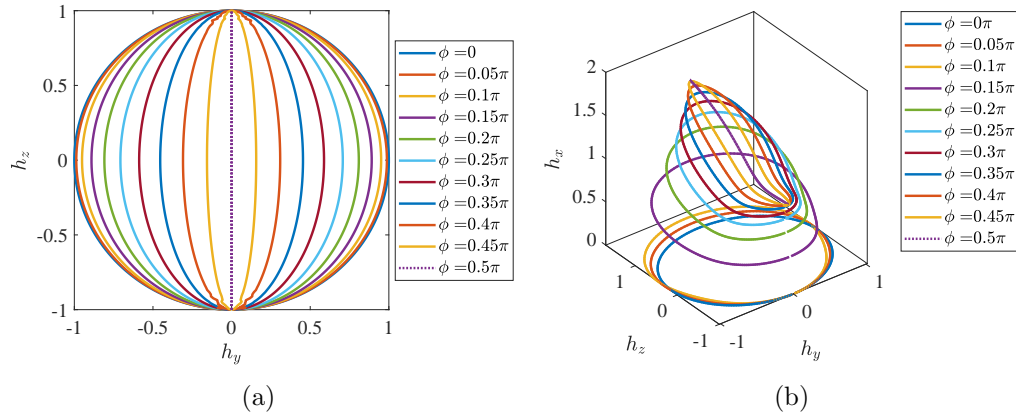 1
0.5
0
-0.5
-1
-1
-0.5
0
0.5
1
h_z
h_y
ϕ =0
ϕ =0.05π
ϕ =0.1π
ϕ =0.15π
ϕ =0.2π
ϕ =0.25π
ϕ =0.3π
ϕ =0.35π
ϕ =0.4π
ϕ =0.45π
ϕ =0.5π
(a)
2
1.5
1
0.5
0
h_x
1
0
-1
h_z
-1
0
1
h_y
ϕ =0π
ϕ =0.05π
ϕ =0.1π
ϕ =0.15π
ϕ =0.2π
ϕ =0.25π
ϕ =0.3π
ϕ =0.35π
ϕ =0.4π
ϕ =0.45π
ϕ =0.5π
(b)